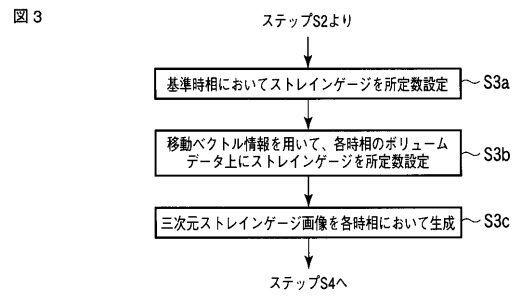 図3
ステップS2より
基準時相においてストレインゲージを所定数設定
S3a
移動ベクトル情報を用いて、各時相のボリューム
データ上にストレインゲージを所定数設定
S3b
三次元ストレインゲージ画像を各時相において生成
S3c
ステップS4へ